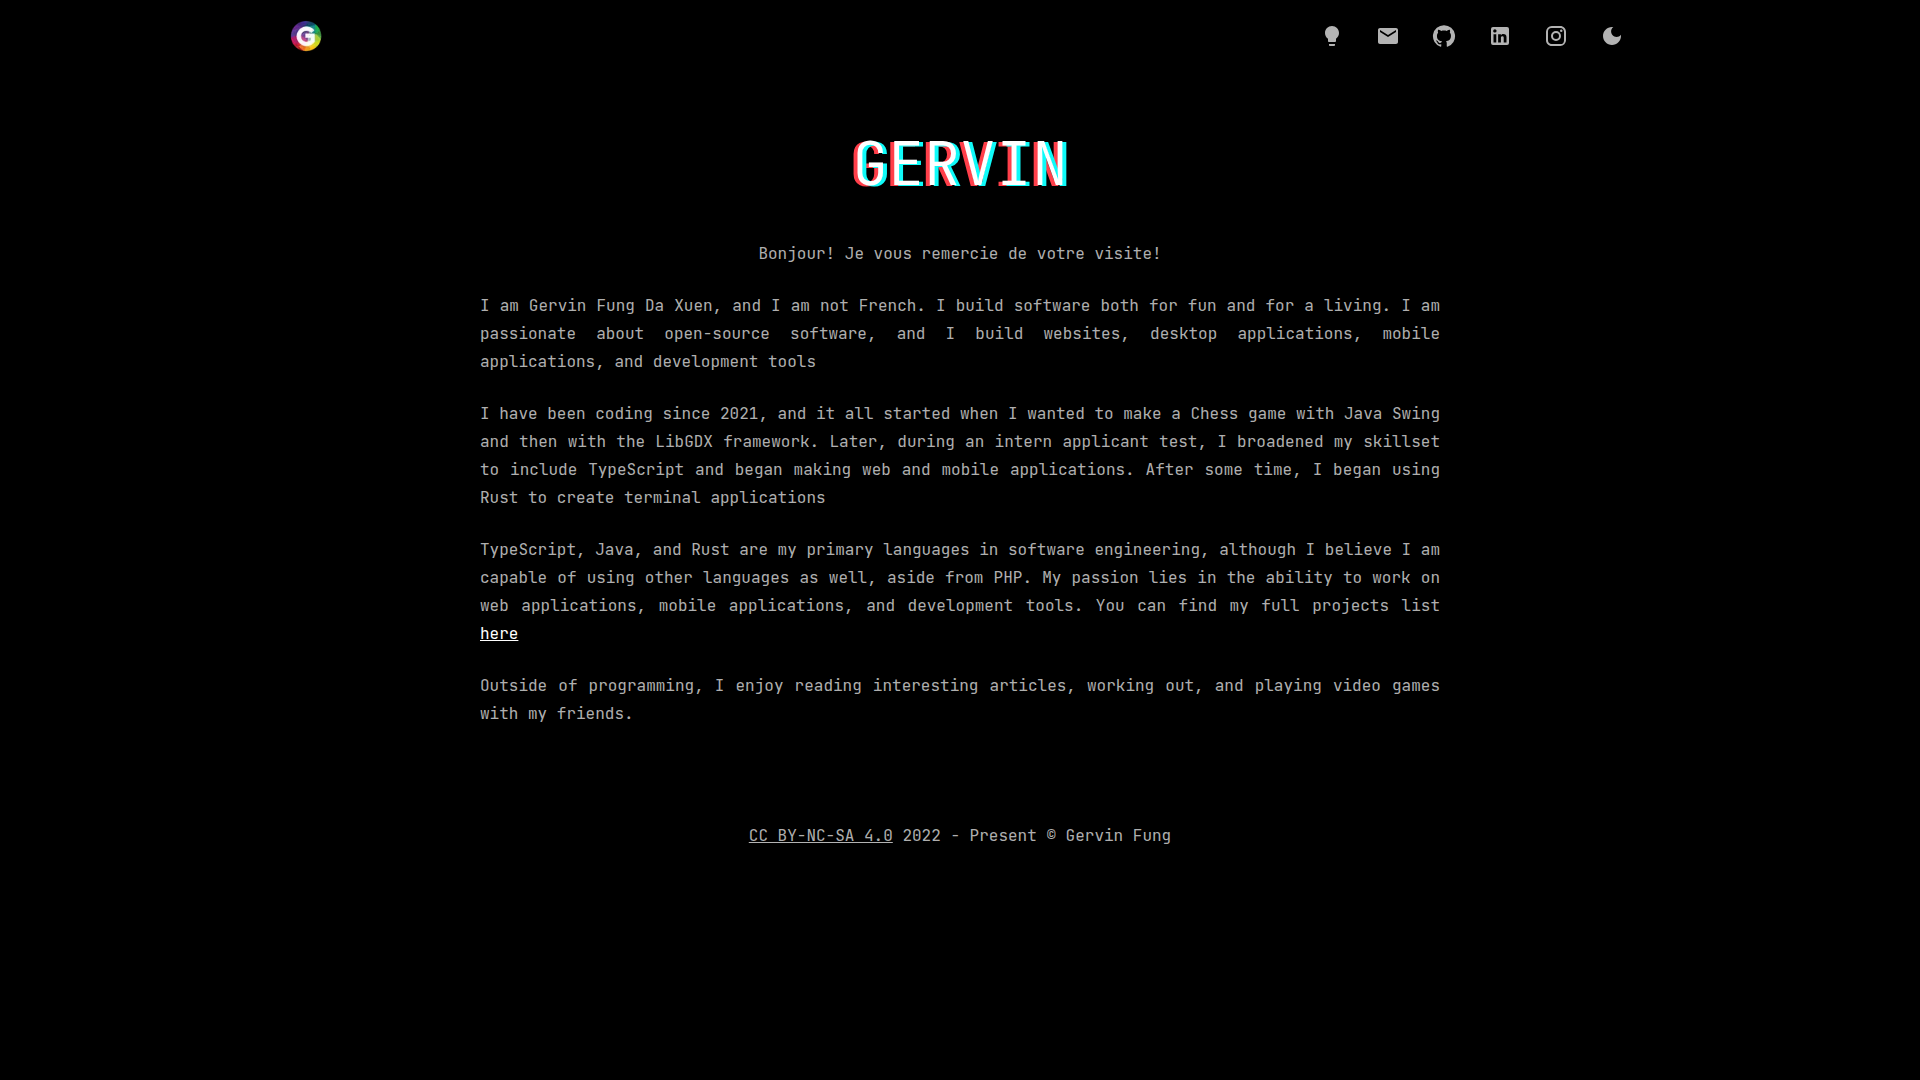 G
GERVIN
Bonjour! Je vous remercie de votre visite!
I am Gervin Fung Da Xuen, and I am not French. I build software both for fun and for a living. I am
passionate about open-source software, and I build websites, desktop applications, mobile
applications, and development tools
I have been coding since 2021, and it all started when I wanted to make a Chess game with Java Swing
and then with the LibGDX framework. Later, during an intern applicant test, I broadened my skillset
to include TypeScript and began making web and mobile applications. After some time, I began using
Rust to create terminal applications
TypeScript, Java, and Rust are my primary languages in software engineering, although I believe I am
capable of using other languages as well, aside from PHP. My passion lies in the ability to work on
web applications, mobile applications, and development tools. You can find my full projects list
here
Outside of programming, I enjoy reading interesting articles, working out, and playing video games
with my friends.
CC BY-NC-SA 4.0 2022 - Present © Gervin Fung